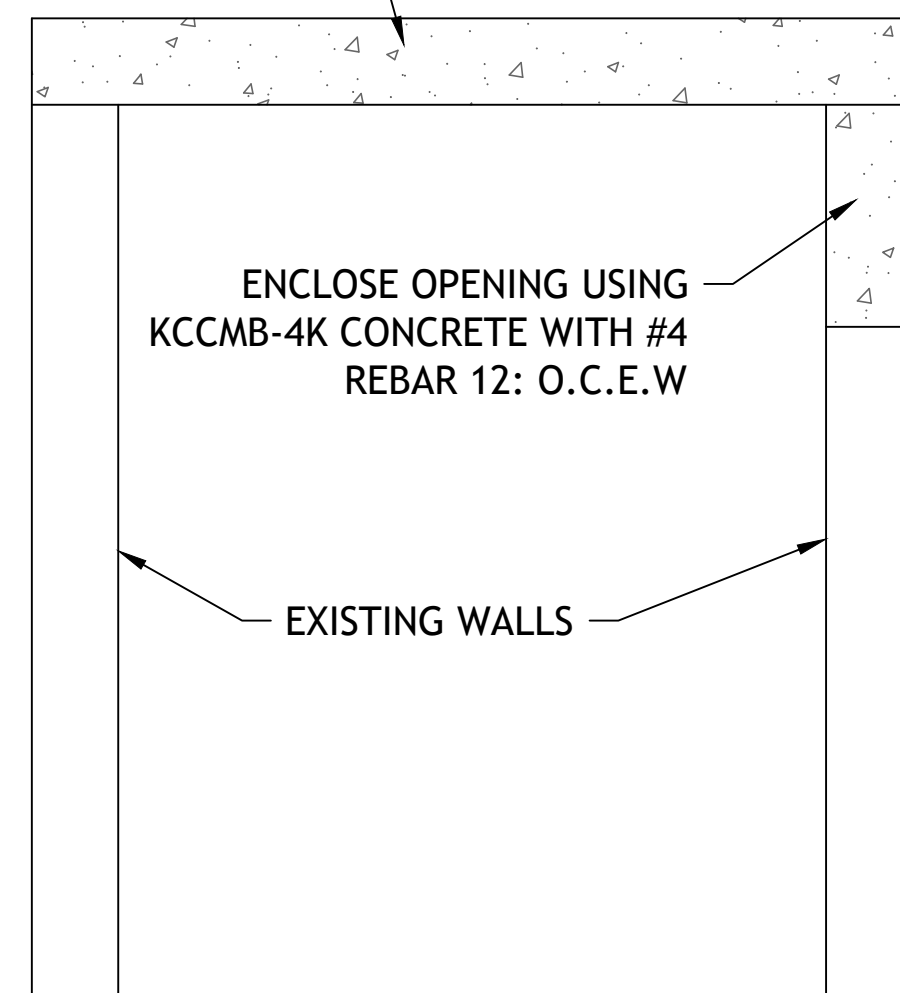 ENCLOSE OPENING USING
KCCMB-4K CONCRETE WITH #4
REBAR 12: O.C.E.W
EXISTING WALLS